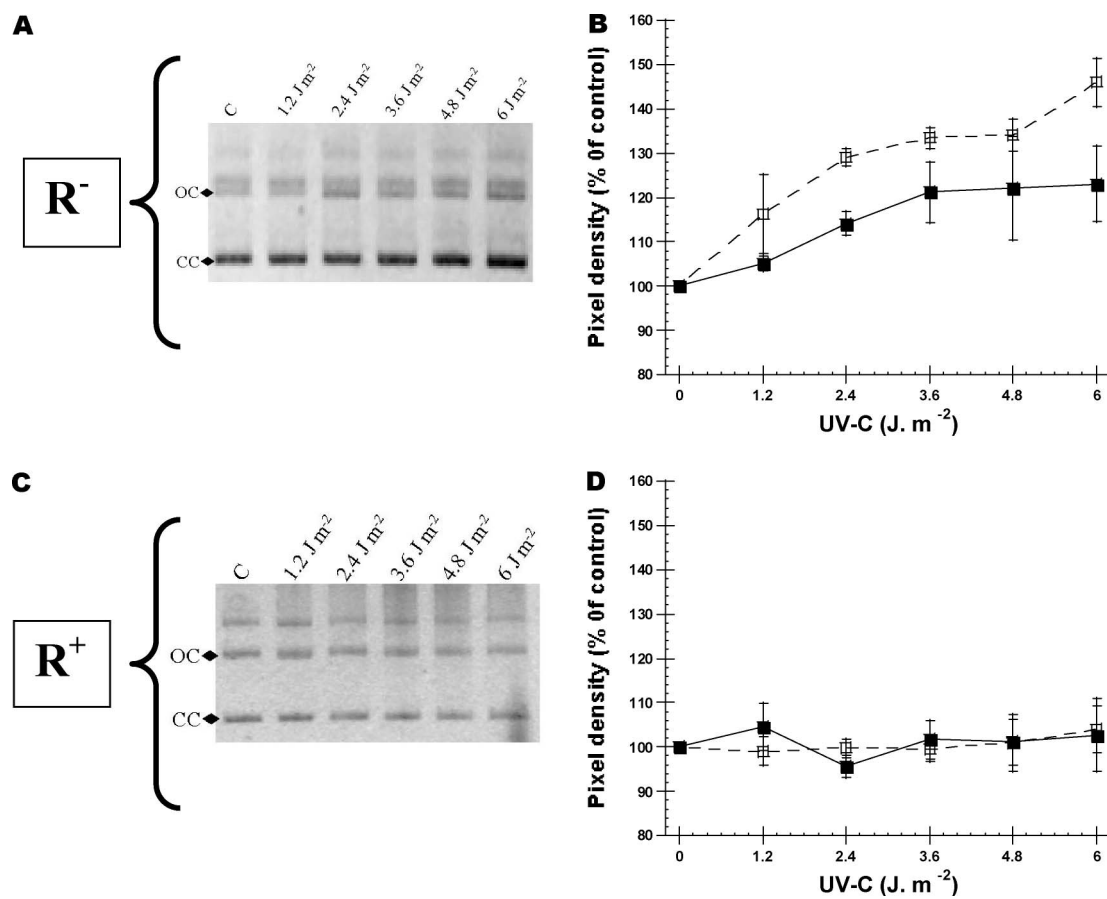 A
C
1.2 J m-2
2.4 J m-2
3.6 J m-2
4.8 J m-2
6 J m-2
R-
OC
CC
B
Pixel density (% 0f control)
160
150
140
130
120
110
100
90
80
0
1.2
2.4
3.6
4.8
6
UV-C (J. m -2)
C
C
1.2 J m-2
2.4 J m-2
3.6 J m-2
4.8 J m-2
6 J m-2
R+
OC
CC
D
Pixel density (% 0f control)
160
150
140
130
120
110
100
90
80
0
1.2
2.4
3.6
4.8
6
UV-C (J. m -2)